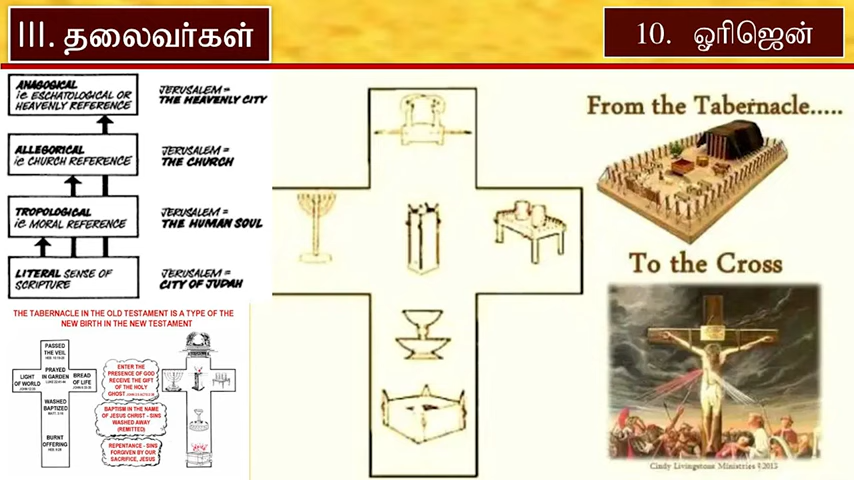 III. தலைவர்கள்
10. ஓரிஜென்
ANAGOGICAL
ie ESCHATOLOGICAL OR
HEAVENLY REFERENCE
JERUSALEM =
THE HEAVENLY CITY
ALLEGORICAL
ie CHURCH REFERENCE
JERUSALEM =
THE CHURCH
TROPOLOGICAL
ie MORAL REFERENCE
JERUSALEM =
THE HUMAN SOUL
LITERAL SENSE OF
SCRIPTURE
JERUSALEM =
CITY OF JUDAH
THE TABERNACLE IN THE OLD TESTAMENT IS A TYPE OF THE
NEW BIRTH IN THE NEW TESTAMENT
PASSED
THE VEIL
PRAYED
IN GARDEN
LIGHT
OF WORLD
BREAD
OF LIFE
WASHED
BAPTIZED
BURNT
OFFERING
ENTER THE
PRESENCE OF GOD
RECEIVE THE GIFT
OF THE HOLY
GHOST
BAPTISM IN THE NAME
OF JESUS CHRIST - SINS
WASHED AWAY
(REMITTED)
REPENTANCE - SINS
FORGIVEN BY OUR
SACRIFICE, JESUS
From the Tabernacle.....
To the Cross
Cindy Livingstone Ministries ©2013